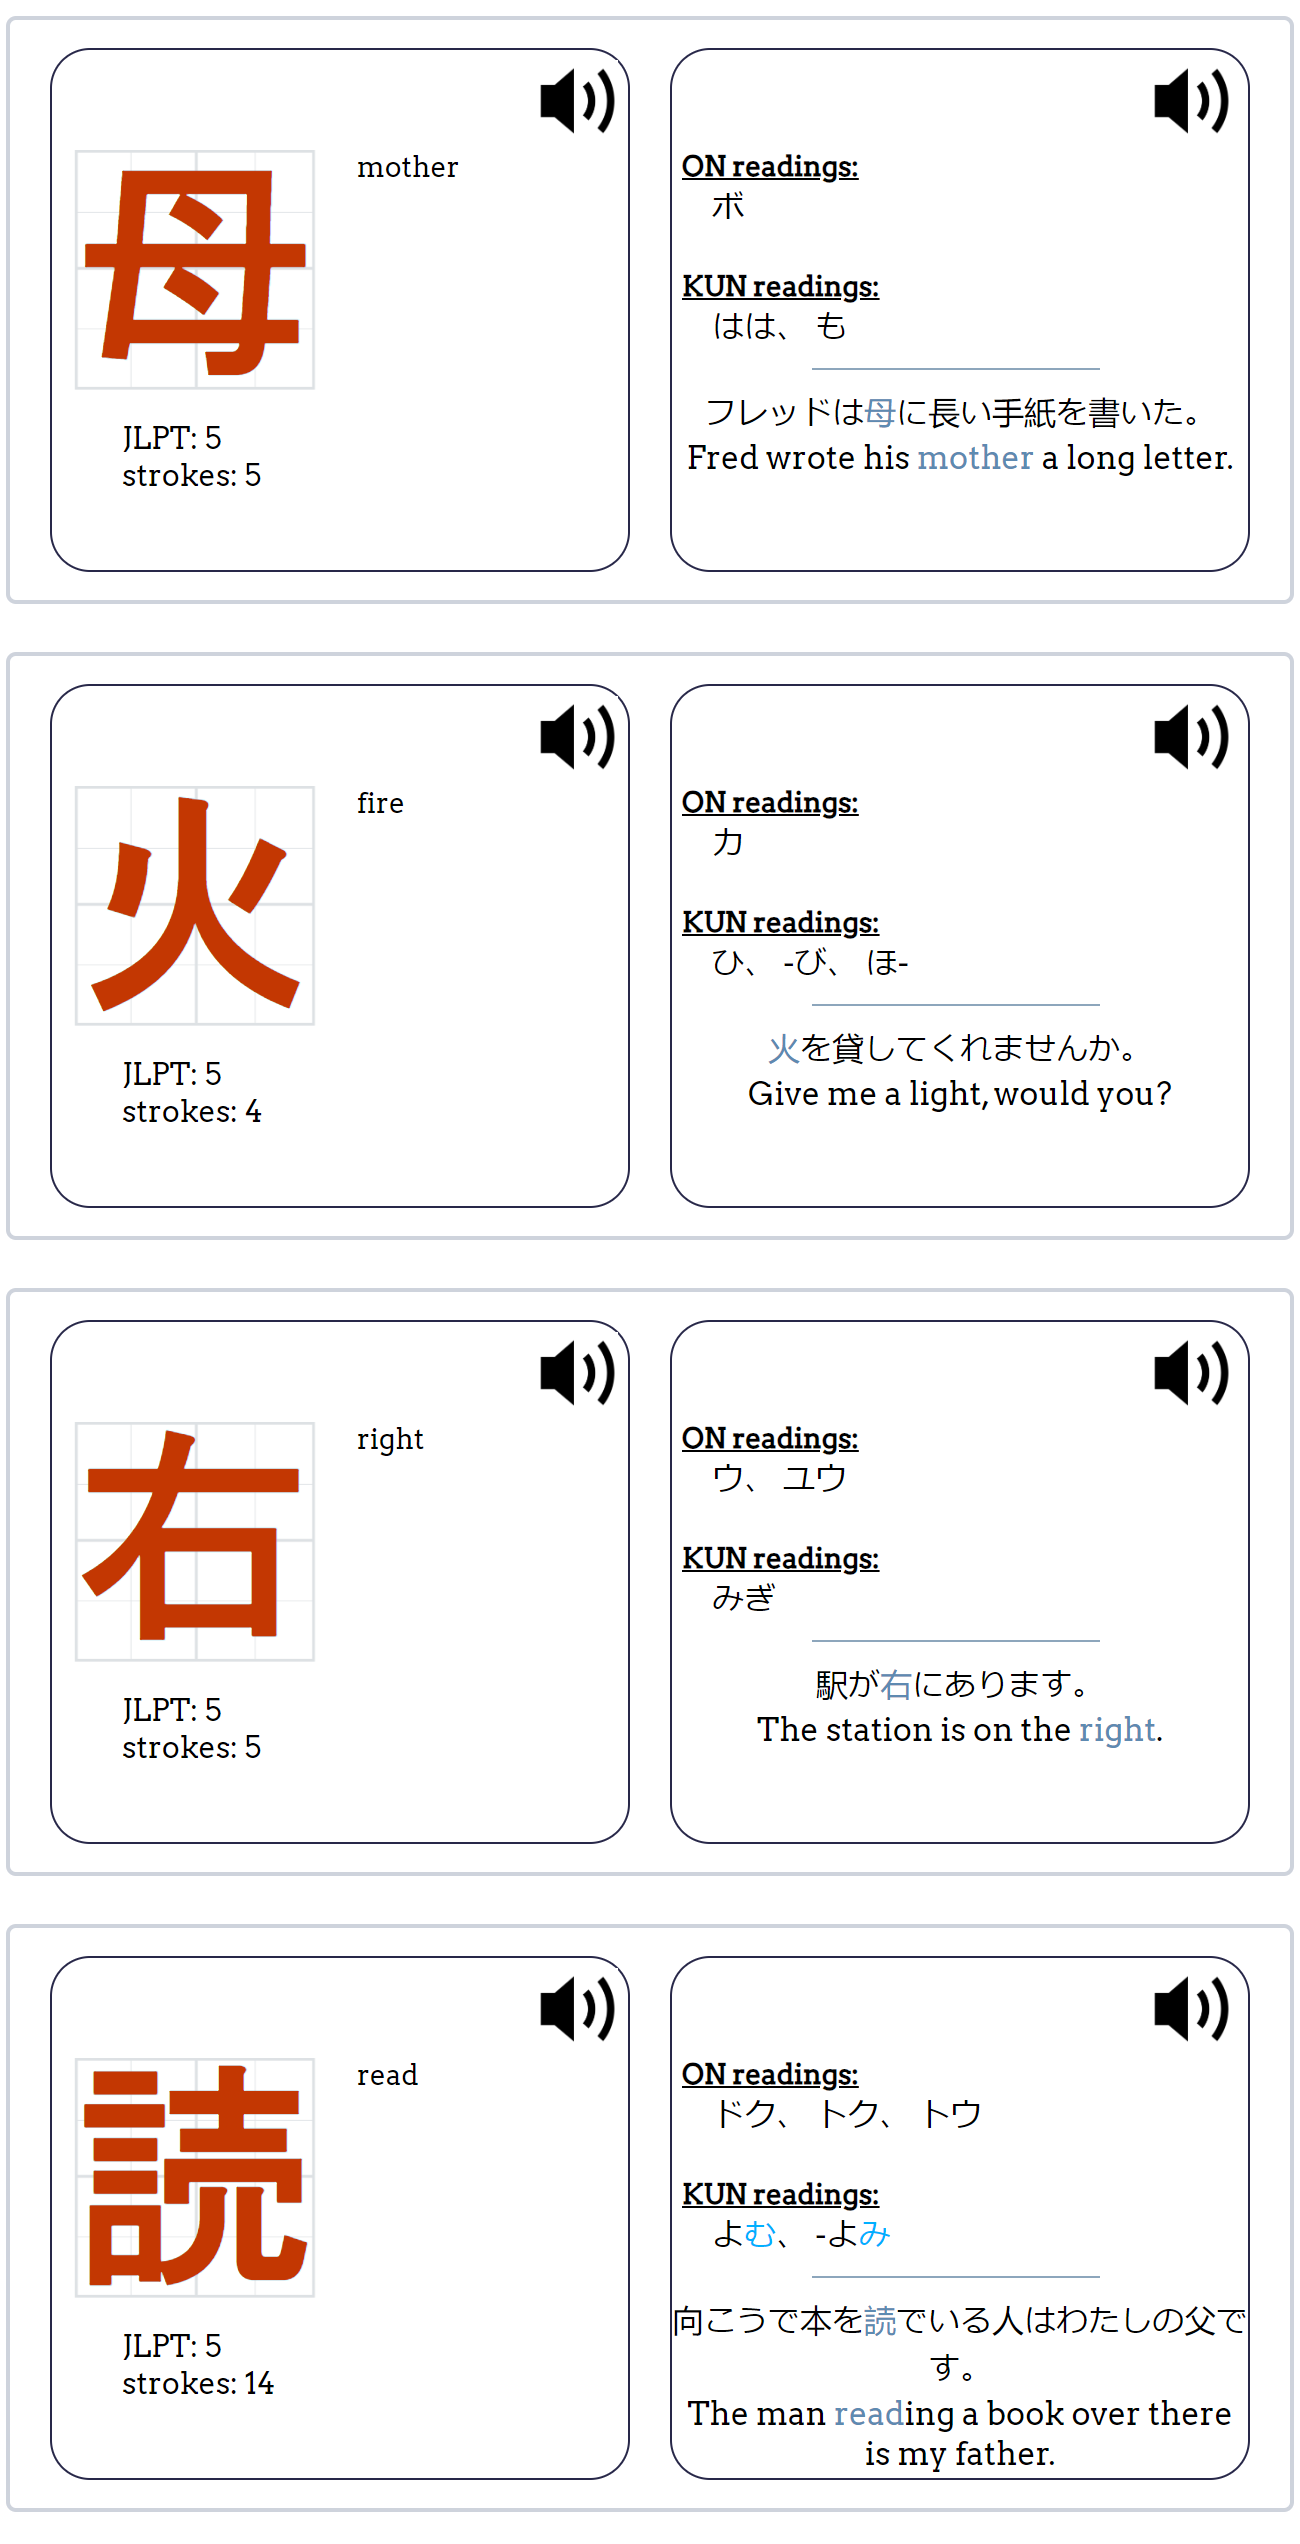 母
mother
JLPT: 5
strokes: 5
ON readings:
ボ
KUN readings:
はは、 も
フレッドは母に長い手紙を書いた。
Fred wrote his mother a long letter.
火
fire
JLPT: 5
strokes: 4
ON readings:
カ
KUN readings:
ひ、 -び、 ほ-
火を貸してくれませんか。
Give me a light, would you?
右
right
JLPT: 5
strokes: 5
ON readings:
ウ、 ユウ
KUN readings:
みぎ
駅が右にあります。
The station is on the right.
読
read
JLPT: 5
strokes: 14
ON readings:
ドク、 トク、 トウ
KUN readings:
よむ、 -よみ
向こうで本を読でいる人はわたしの父で
す。
The man reading a book over there
is my father.